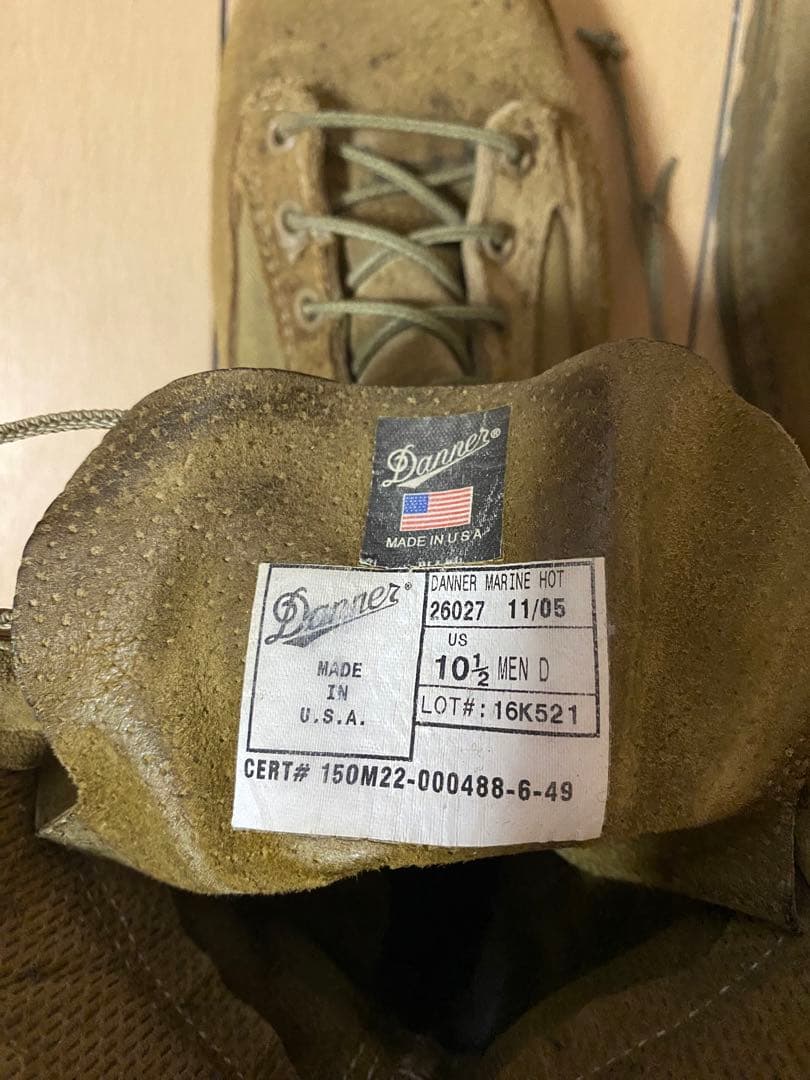 Danner®
MADE IN U S A
Danner®
MADE
IN
U.S.A.
DANNER MARINE HOT
26027 11/05
US
10½ MEN D
LOT#: 16K521
CERT# 150M22-000488-6-49